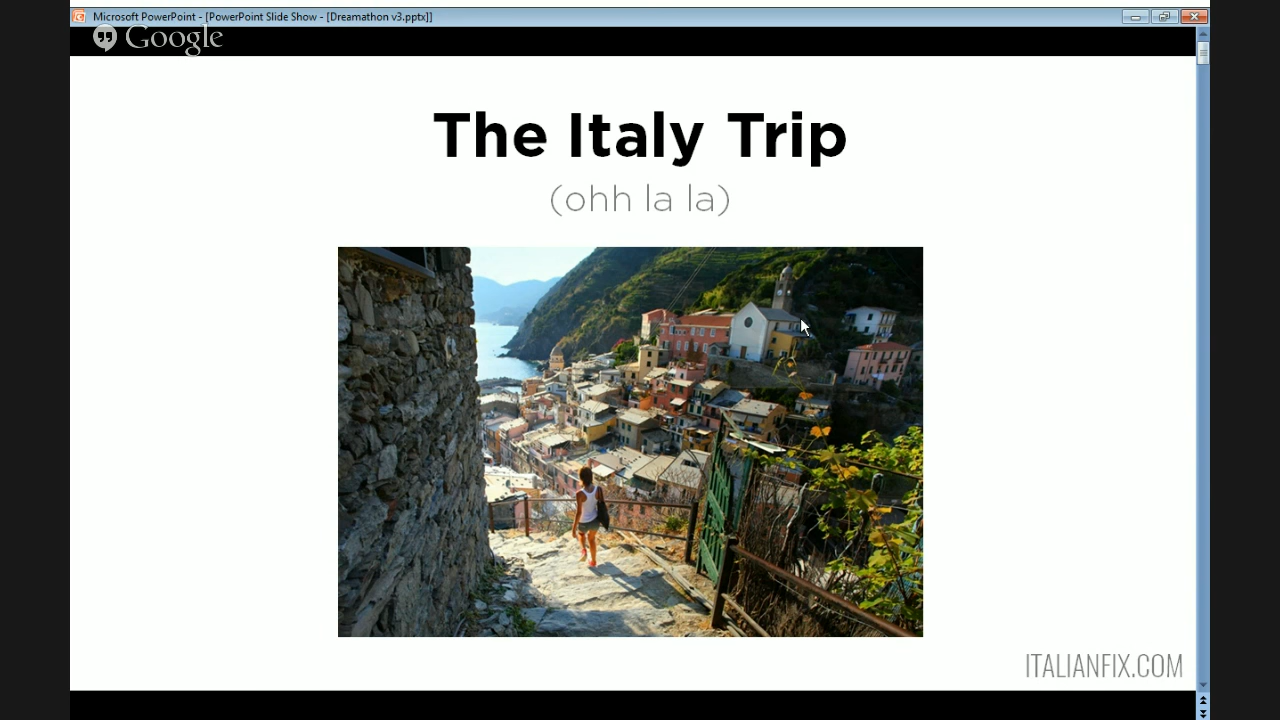 Microsoft PowerPoint - [PowerPoint Slide Show - [Dreamathon v3.pptx]]
Google
The Italy Trip
(ohh la la)
ITALIANFIX.COM